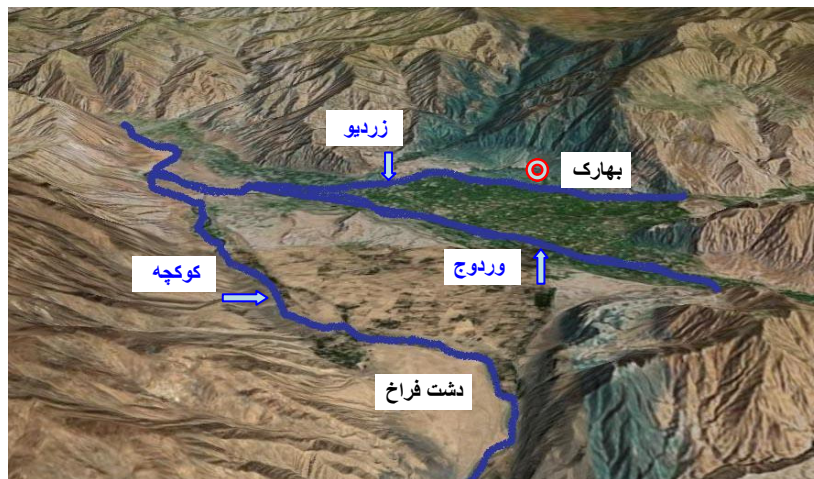 زردیو
بهارک
وردوج
کوکچه
دشت فراخ